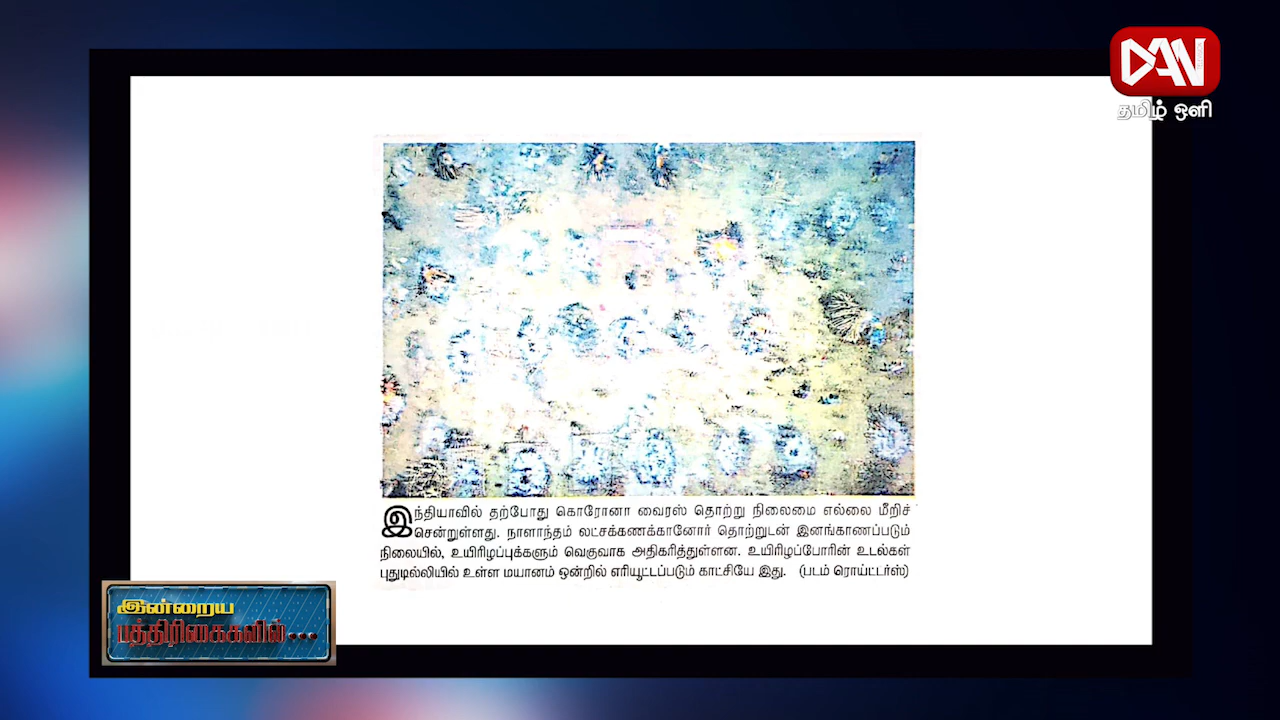 DAN
தமிழ் ஒளி
இந்தியாவில் தற்போது கொரோனா வைரஸ் தொற்று நிலைமை எல்லை மீறிச்
சென்றுள்ளது. நாளாந்தம் லட்சக்கணக்கானோர் தொற்றுடன் இனங்காணப்படும்
நிலையில், உயிரிழப்புக்களும் வெகுவாக அதிகரித்துள்ளன. உயிரிழப்போரின் உடல்கள்
புதுடில்லியில் உள்ள மயானம் ஒன்றில் எரியூட்டப்படும் காட்சியே இது. (படம் ரொய்ட்டர்ஸ்)
இன்றைய
பத்திரிகைகளில்...